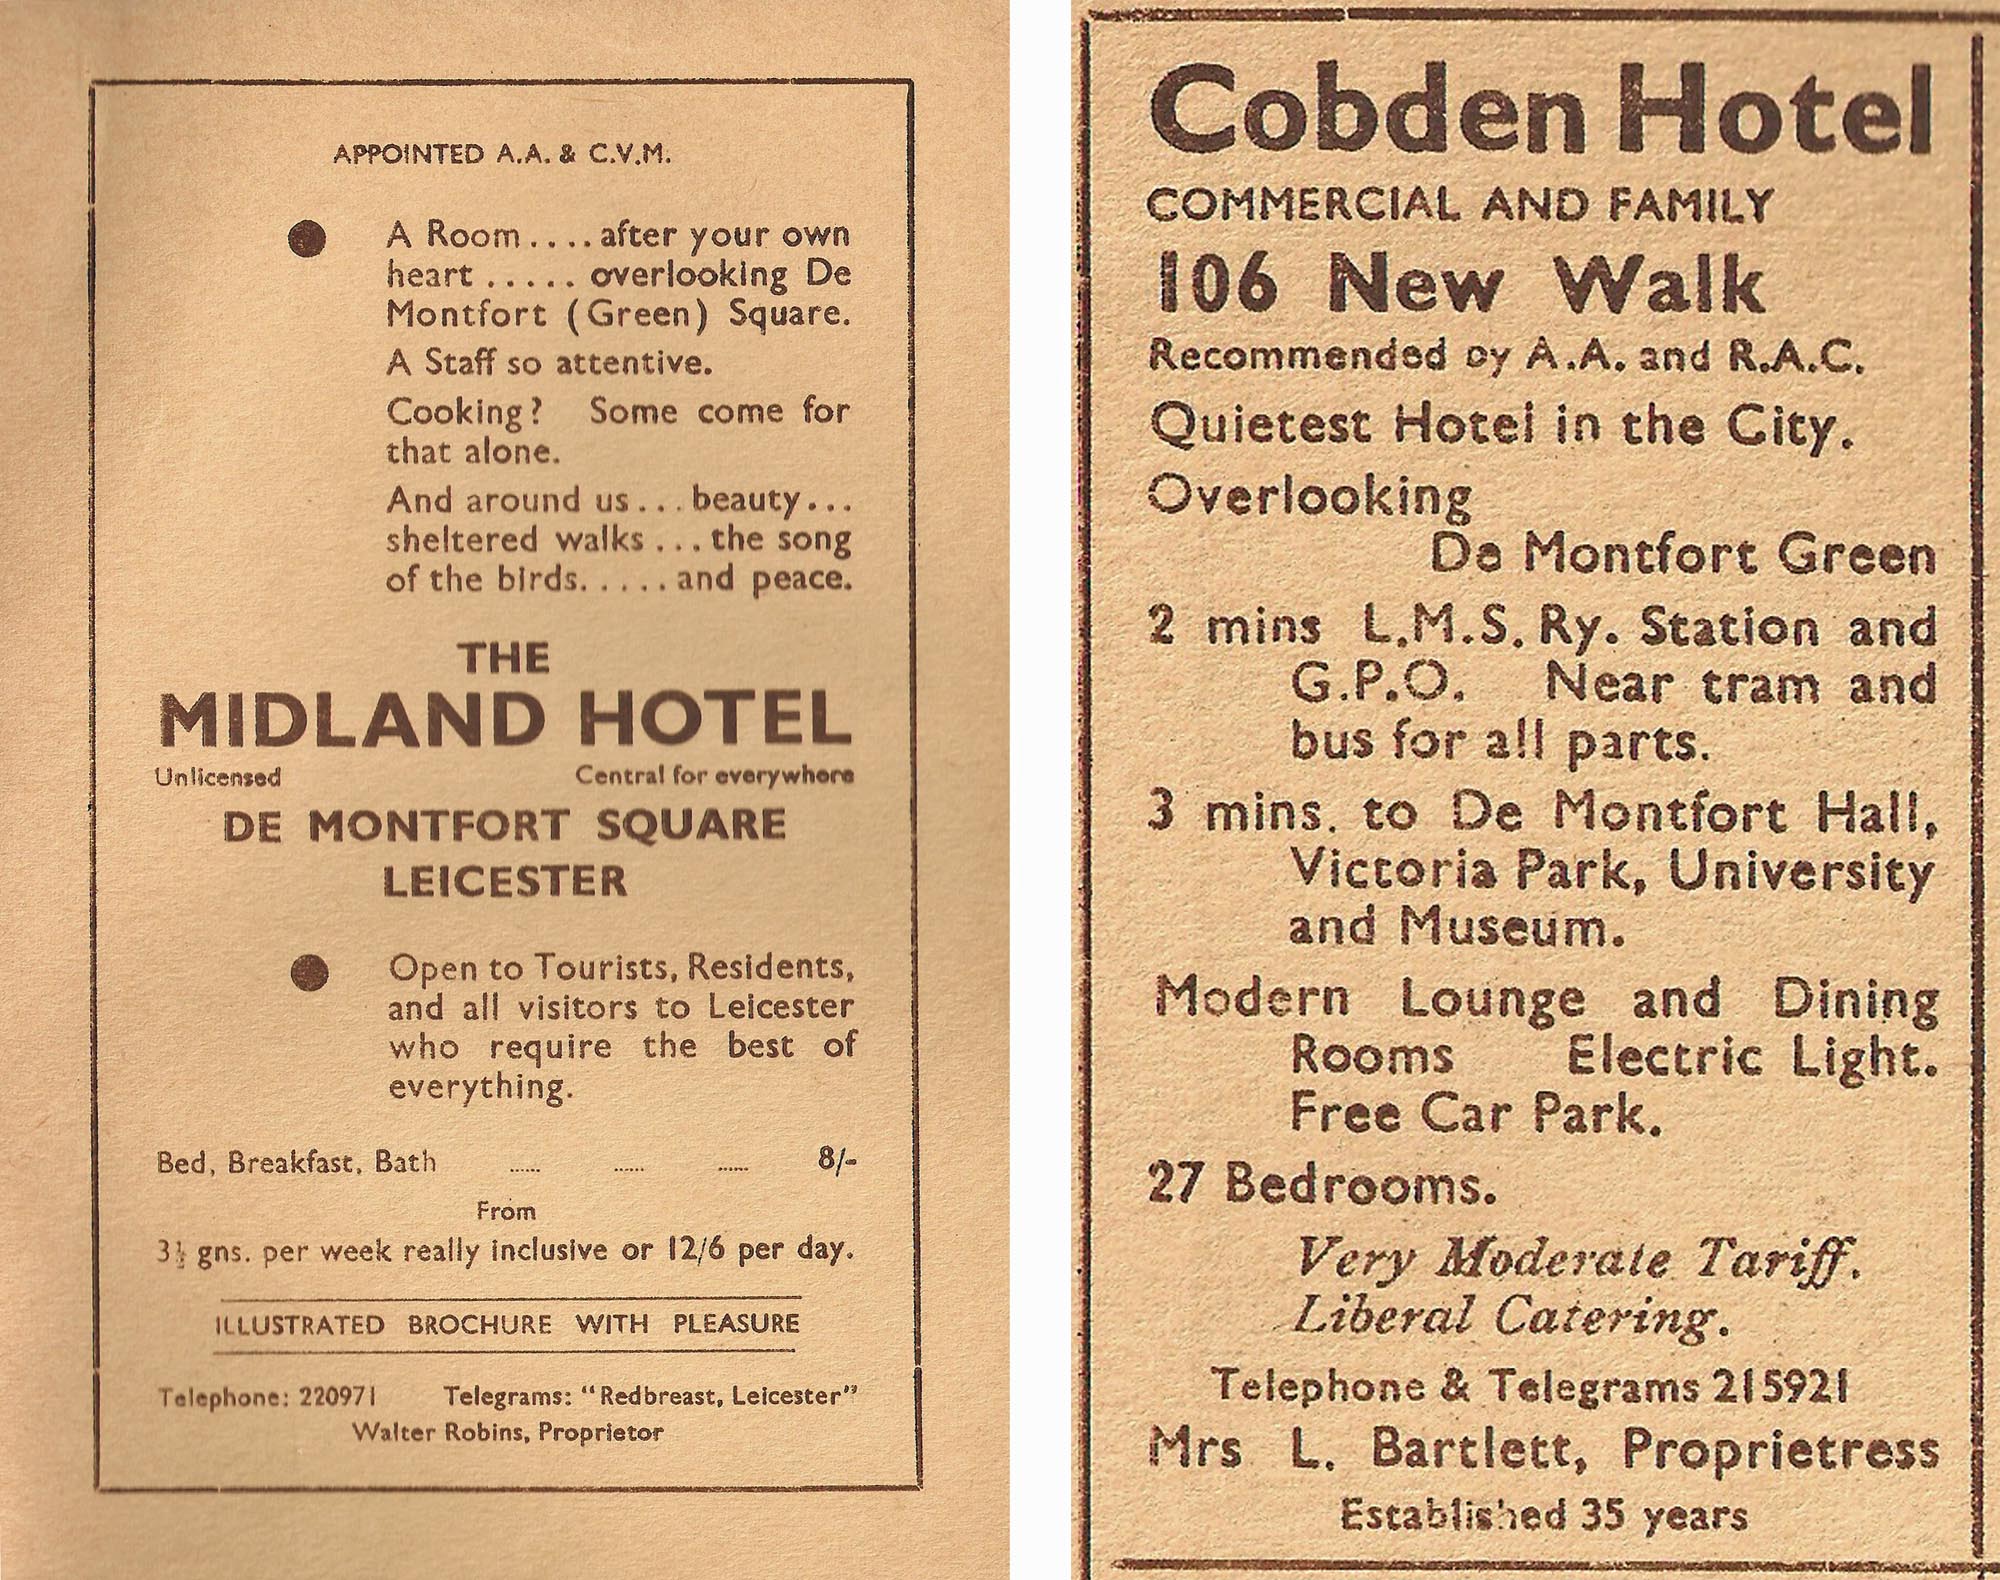 APPOINTED A.A. & C.V.M.
A Room .... after your own
heart ..... overlooking De
Montfort (Green) Square.
A Staff so attentive.
Cooking? Some come for
that alone.
And around us ... beauty ...
sheltered walks ... the song
of the birds. ..... and peace.
THE
MIDLAND HOTEL
Unlicensed Central for everywhere
DE MONTFORT SQUARE
LEICESTER
Open to Tourists, Residents,
and all visitors to Leicester
who require the best of
everything.
Bed, Breakfast, Bath ...... ...... ...... 8/-
From
3½ gns. per week really inclusive or 12/6 per day.
ILLUSTRATED BROCHURE WITH PLEASURE
Telephone: 220971 Telegrams: "Redbreast, Leicester"
Walter Robins, Proprietor
Cobden Hotel
COMMERCIAL AND FAMILY
106 New Walk
Recommended by A.A. and R.A.C.
Quietest Hotel in the City.
Overlooking
De Montfort Green
2 mins L.M.S. Ry. Station and
G.P.O. Near tram and
bus for all parts.
3 mins. to De Montfort Hall,
Victoria Park, University
and Museum.
Modern Lounge and Dining
Rooms Electric Light.
Free Car Park.
27 Bedrooms.
Very Moderate Tariff.
Liberal Catering.
Telephone & Telegrams 215921
Mrs L. Bartlett, Proprietress
Established 35 years